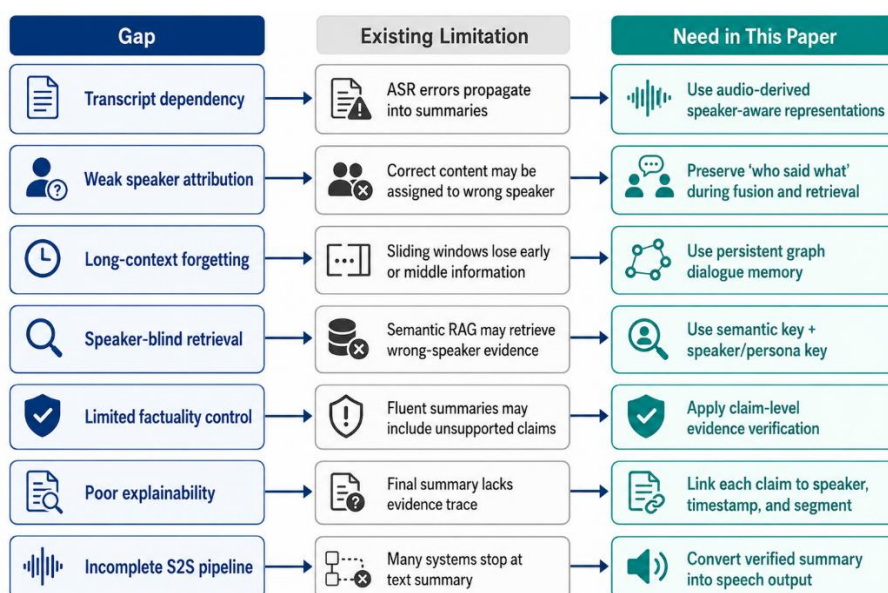 Gap
Existing Limitation
Need in This Paper
Transcript dependency
ASR errors propagate
into summaries
Use audio-derived
speaker-aware representations
Weak speaker attribution
Correct content may be
assigned to wrong speaker
Preserve ‘who said what’
during fusion and retrieval
Long-context forgetting
Sliding windows lose early
or middle information
Use persistent graph
dialogue memory
Speaker-blind retrieval
Semantic RAG may retrieve
wrong-speaker evidence
Use semantic key +
speaker/persona key
Limited factuality control
Fluent summaries may
include unsupported claims
Apply claim-level
evidence verification
Poor explainability
Final summary lacks
evidence trace
Link each claim to speaker,
timestamp, and segment
Incomplete S2S pipeline
Many systems stop at
text summary
Convert verified summary
into speech output